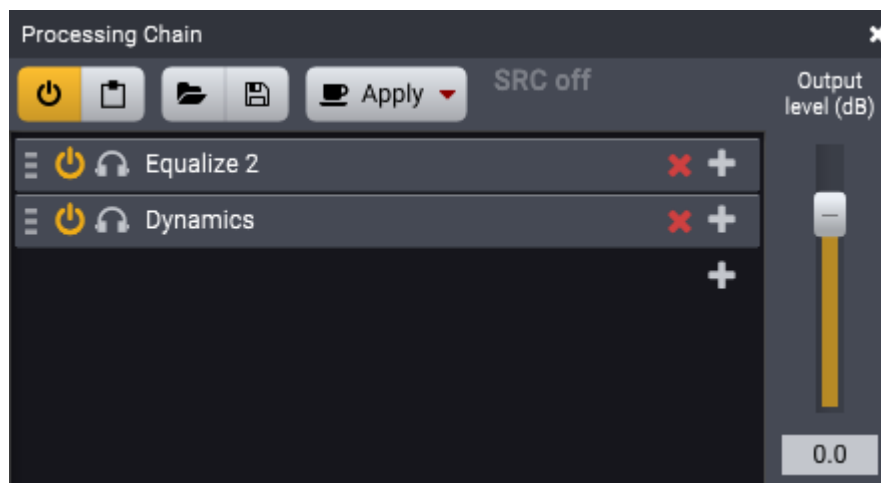 Processing Chain
Apply
SRC off
Output
level (dB)
Equalize 2
Dynamics
0.0